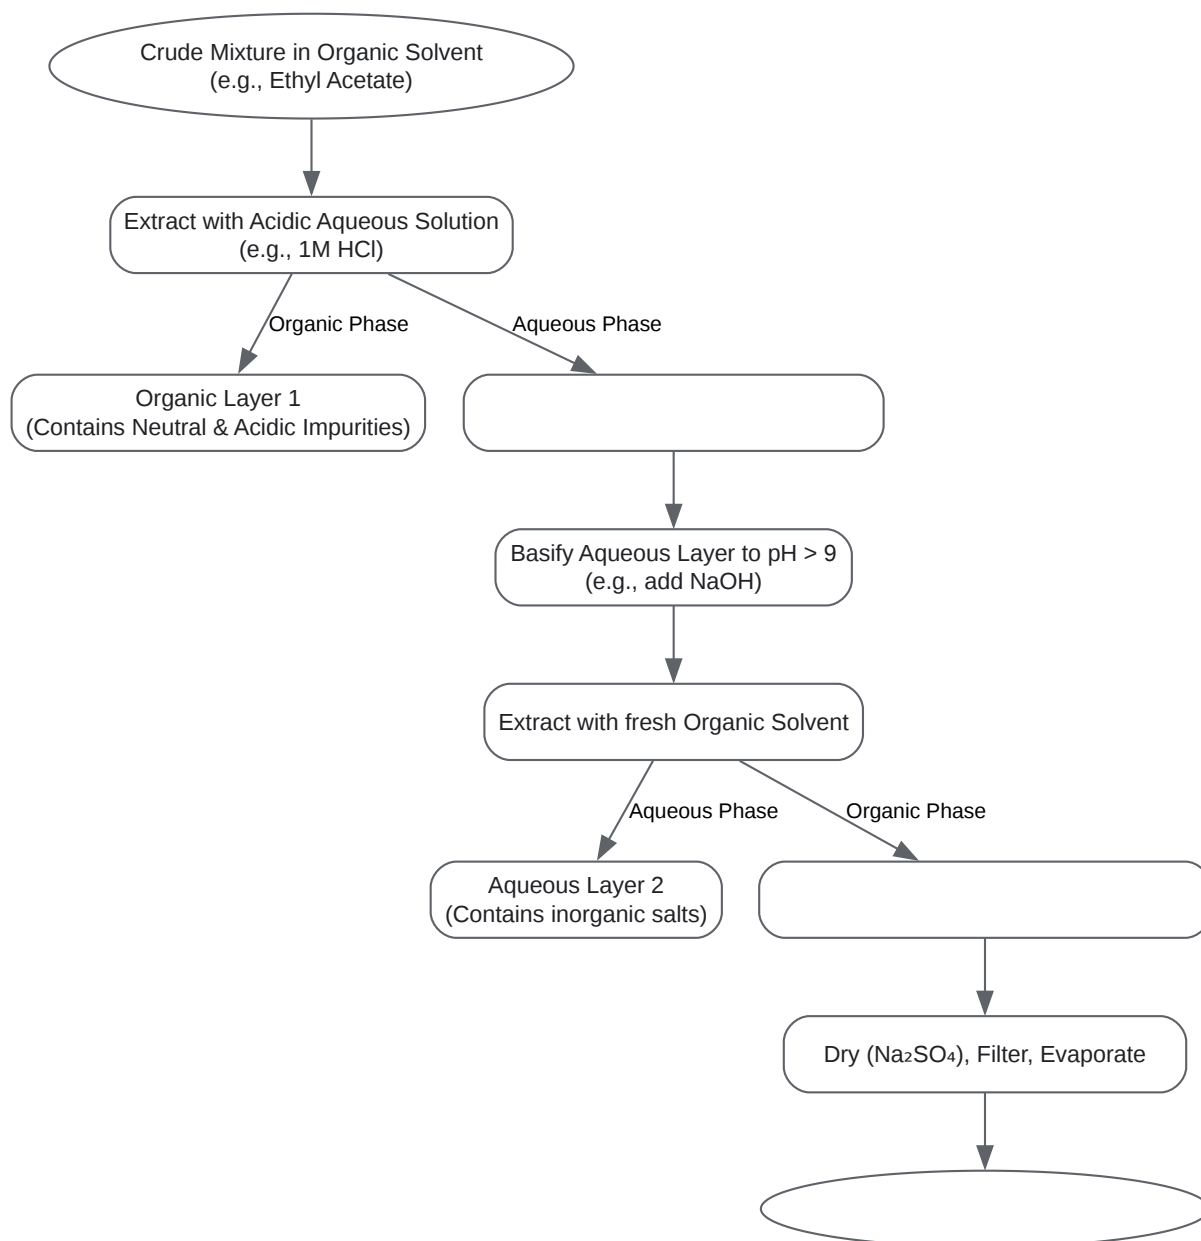 Crude Mixture in Organic Solvent
(e.g., Ethyl Acetate)
Extract with Acidic Aqueous Solution
(e.g., 1M HCl)
Organic Phase
Aqueous Phase
Organic Layer 1
(Contains Neutral & Acidic Impurities)
Basify Aqueous Layer to pH > 9
(e.g., add NaOH)
Extract with fresh Organic Solvent
Aqueous Phase
Organic Phase
Aqueous Layer 2
(Contains inorganic salts)
Dry (Na₂SO₄), Filter, Evaporate